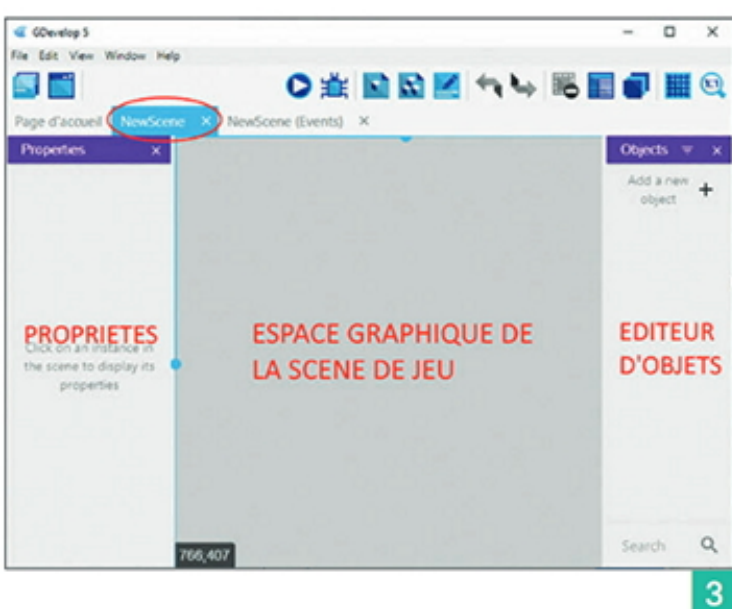 GDevelop 5
File Edit View Window Help
Page d'accueil NewScene × NewScene (Events) ×
Properties ×
Objects ×
Add a new
object +
PROPRIETES
Click on an instance in
the scene to display its
properties
ESPACE GRAPHIQUE DE
LA SCENE DE JEU
EDITEUR
D'OBJETS
766,407
Search
3